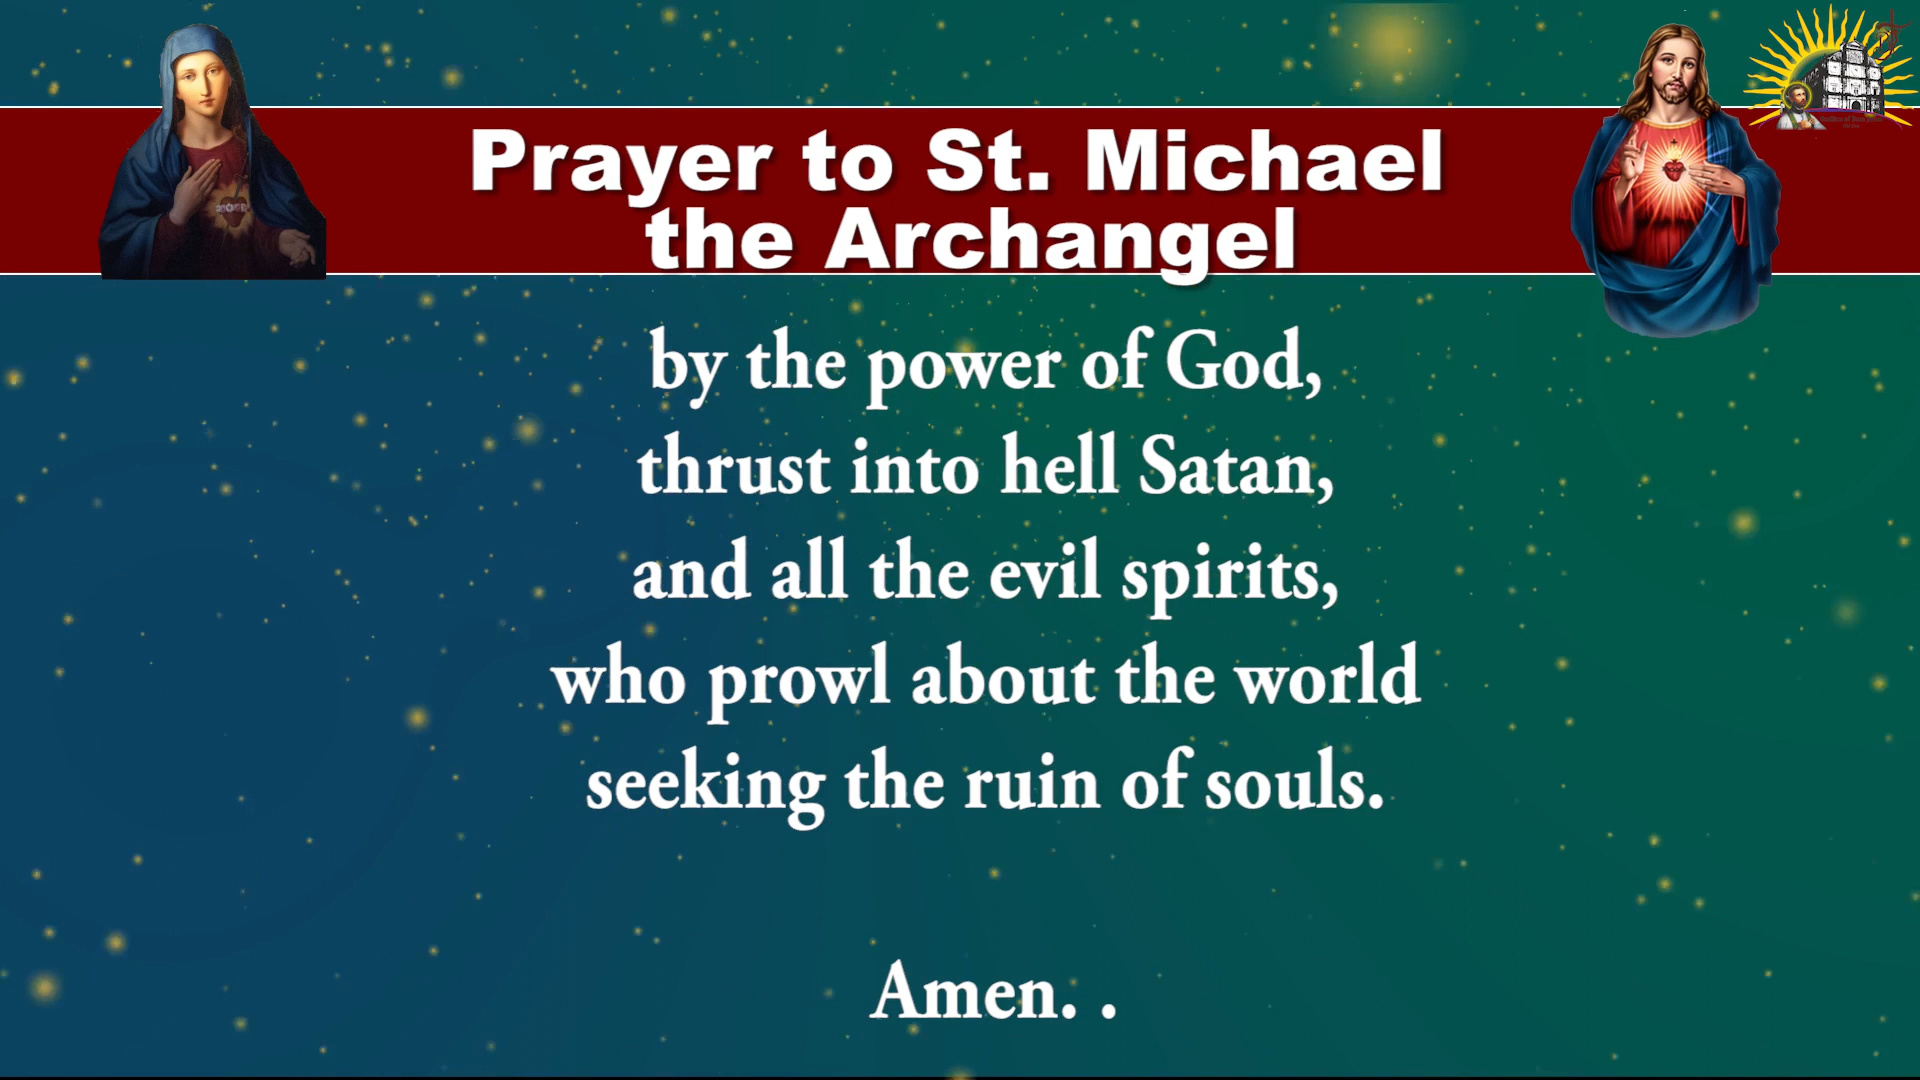 Prayer to St. Michael
the Archangel
by the power of God,
thrust into hell Satan,
and all the evil spirits,
who prowl about the world
seeking the ruin of souls.
Amen. .